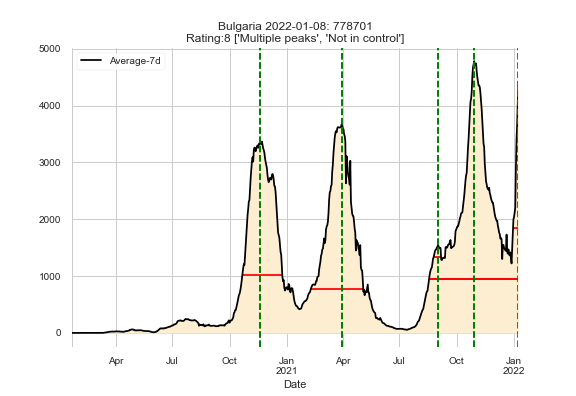 Bulgaria 2022-01-08: 778701
Rating:8 ['Multiple peaks', 'Not in control']
Average-7d
5000
4000
3000
2000
1000
0
Apr
Jul
Oct
Jan
2021
Apr
Jul
Oct
Jan
2022
Date